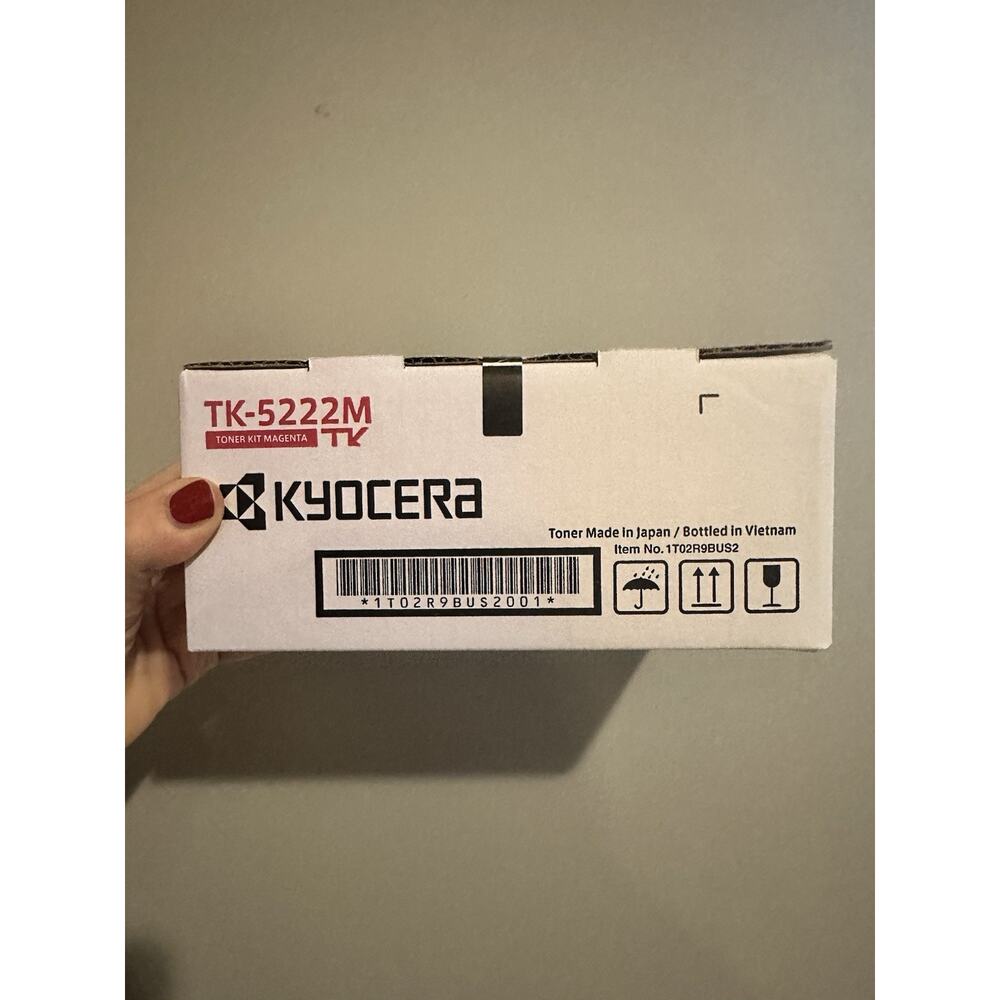 TK-5222M
TONER KIT MAGENTA TK
KYOCERA
Toner Made in Japan / Bottled in Vietnam
Item No. 1T02R9BUS2
*1T02R9BUS2001*